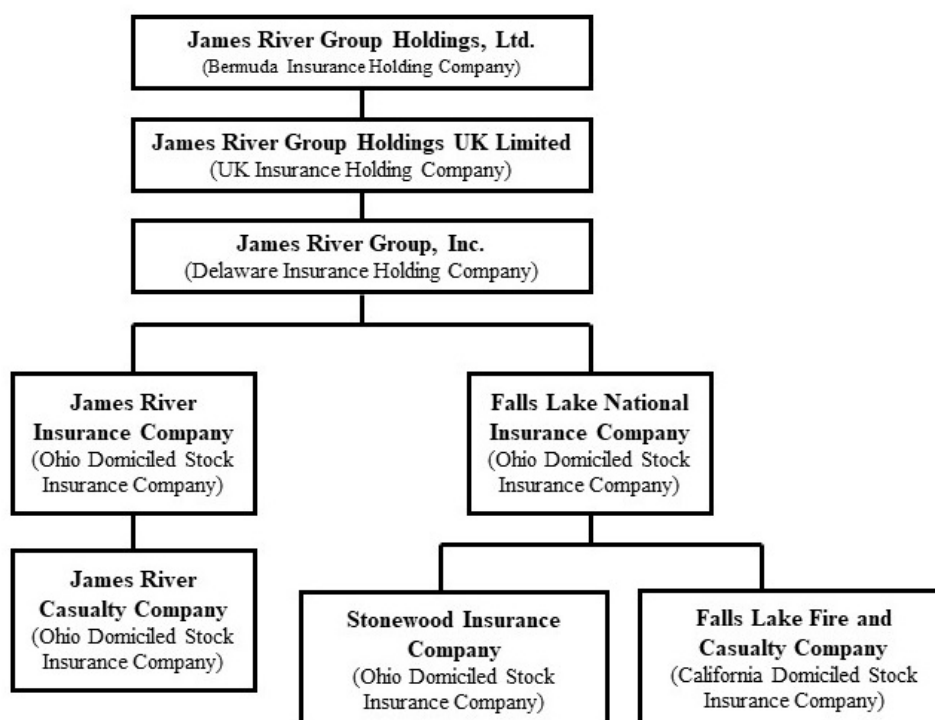 James River Group Holdings, Ltd.
(Bermuda Insurance Holding Company)
James River Group Holdings UK Limited
(UK Insurance Holding Company)
James River Group, Inc.
(Delaware Insurance Holding Company)
James River
Insurance Company
(Ohio Domiciled Stock
Insurance Company)
Falls Lake National
Insurance Company
(Ohio Domiciled Stock
Insurance Company)
James River
Casualty Company
(Ohio Domiciled Stock
Insurance Company)
Stonewood Insurance
Company
(Ohio Domiciled Stock
Insurance Company)
Falls Lake Fire and
Casualty Company
(California Domiciled Stock
Insurance Company)